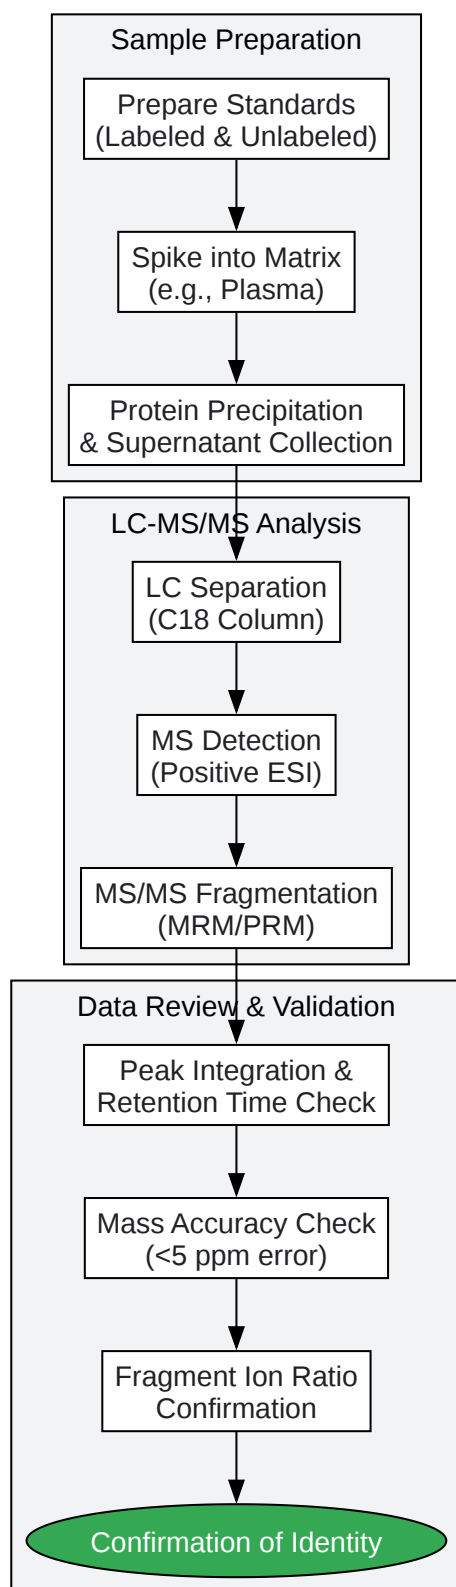 Sample Preparation
Prepare Standards
(Labeled & Unlabeled)
Spike into Matrix
(e.g., Plasma)
Protein Precipitation
& Supernatant Collection
LC-MS/MS Analysis
LC Separation
(C18 Column)
MS Detection
(Positive ESI)
MS/MS Fragmentation
(MRM/PRM)
Data Review & Validation
Peak Integration &
Retention Time Check
Mass Accuracy Check
(<5 ppm error)
Fragment Ion Ratio
Confirmation
Confirmation of Identity